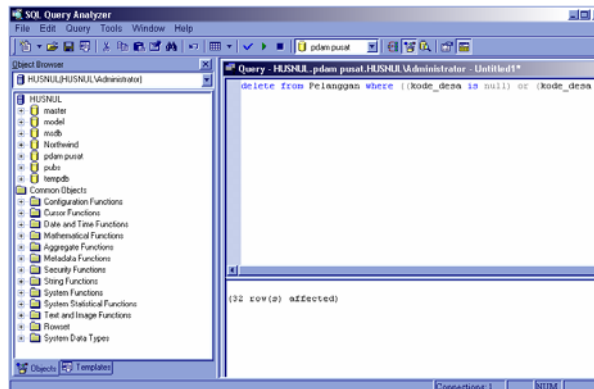 SQL Query Analyzer
File Edit Query Tools Window Help
pdam pusat
Object Browser
HUSNUL(HUSNUL\Administrator)
HUSNUL
master
model
msdb
Northwind
pdam pusat
pubs
tempdb
Common Objects
Configuration Functions
Cursor Functions
Date and Time Functions
Mathematical Functions
Aggregate Functions
Metadata Functions
Security Functions
String Functions
System Functions
System Statistical Functions
Text and Image Functions
Rowset
System Data Types
Objects Templates
Query - HUSNUL.pdam pusat.HUSNUL\Administrator - Untitled1*
delete from Pelanggan where ((kode_desa is null) or (kode_desa
(32 row(s) affected)
Connections: 1 NUM